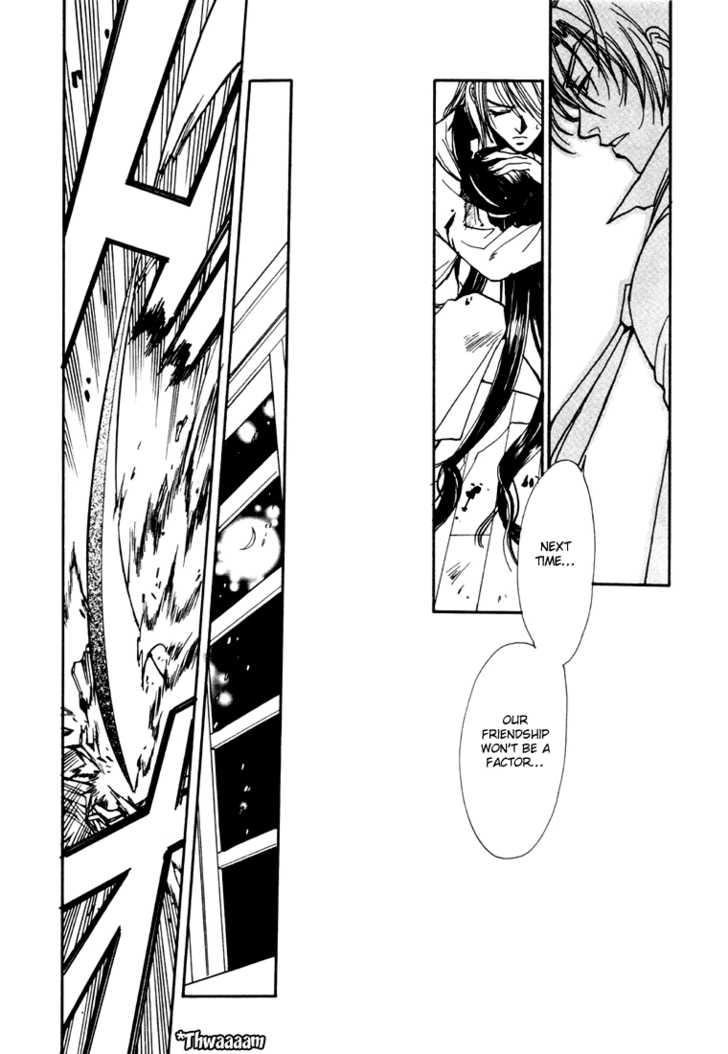 NEXT
TIME...
OUR
FRIENDSHIP
WON'T BE A
FACTOR...
*Thwaaaam